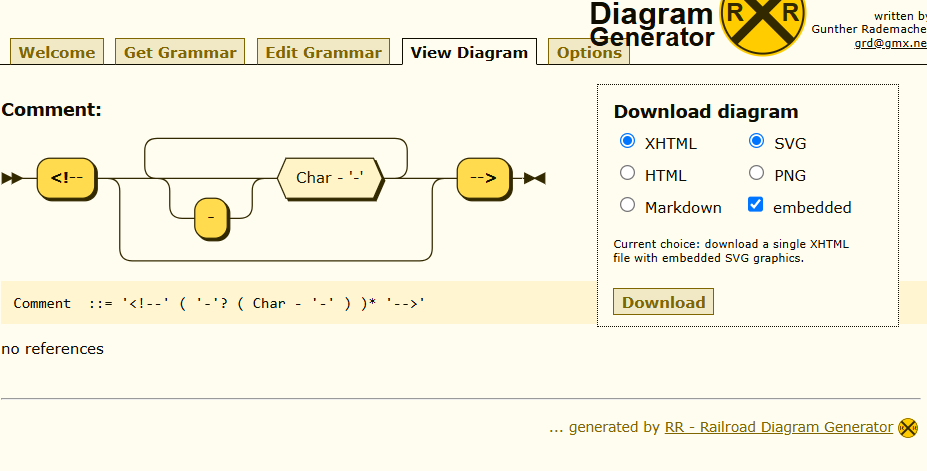 Diagram
Generator
R R
written by
Gunther Rademache
grd@gmx.ne
Welcome Get Grammar Edit Grammar View Diagram Options
Comment:
<!-- - Char - '-' -->
Comment ::= '<!--' ( '-'? ( Char - '-' ) )* '-->'
no references
Download diagram
XHTML SVG
HTML PNG
Markdown embedded
Current choice: download a single XHTML
file with embedded SVG graphics.
Download
... generated by RR - Railroad Diagram Generator R R